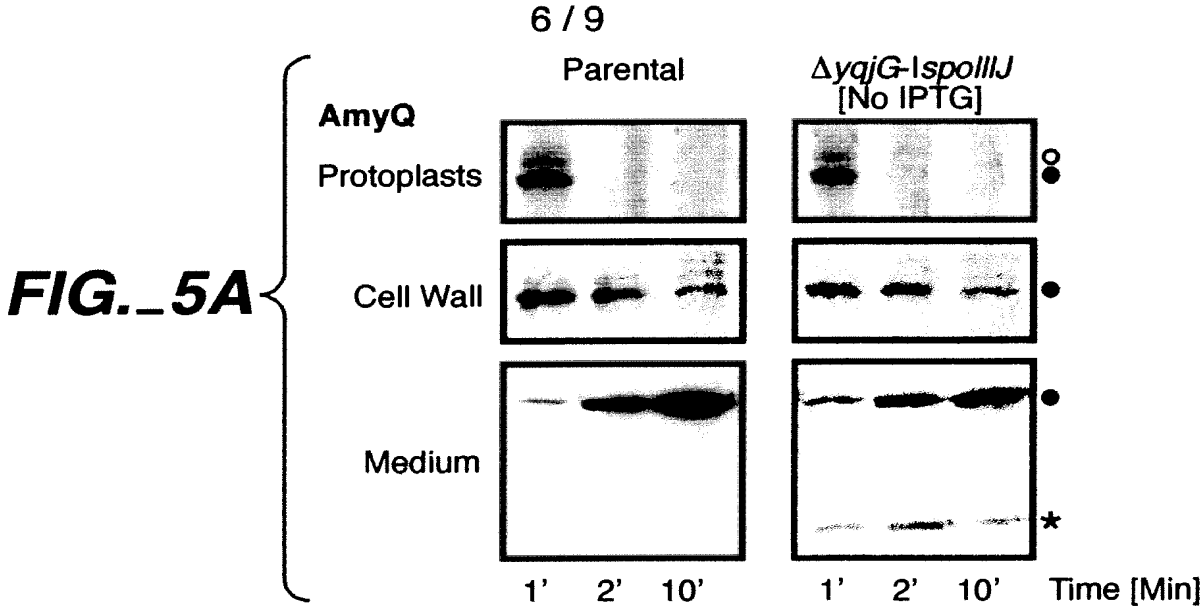 6 / 9
Parental
ΔyqjG-IspoIIIJ
[No IPTG]
AmyQ
Protoplasts
FIG._5A
Cell Wall
Medium
*
1' 2' 10' 1' 2' 10' Time [Min]